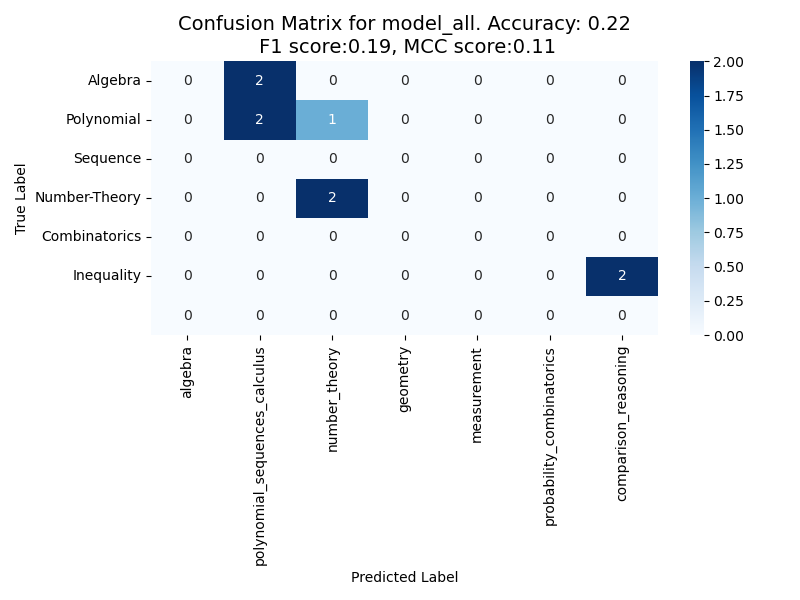 Confusion Matrix for model_all. Accuracy: 0.22
F1 score:0.19, MCC score:0.11
True Label
Algebra 0 2 0 0 0 0 0
Polynomial 0 2 1 0 0 0 0
Sequence 0 0 0 0 0 0 0
Number-Theory 0 0 2 0 0 0 0
Combinatorics 0 0 0 0 0 0 0
Inequality 0 0 0 0 0 0 2
0 0 0 0 0 0 0
algebra
polynomial_sequences_calculus
number_theory
geometry
measurement
probability_combinatorics
comparison_reasoning
Predicted Label
2.00
1.75
1.50
1.25
1.00
0.75
0.50
0.25
0.00